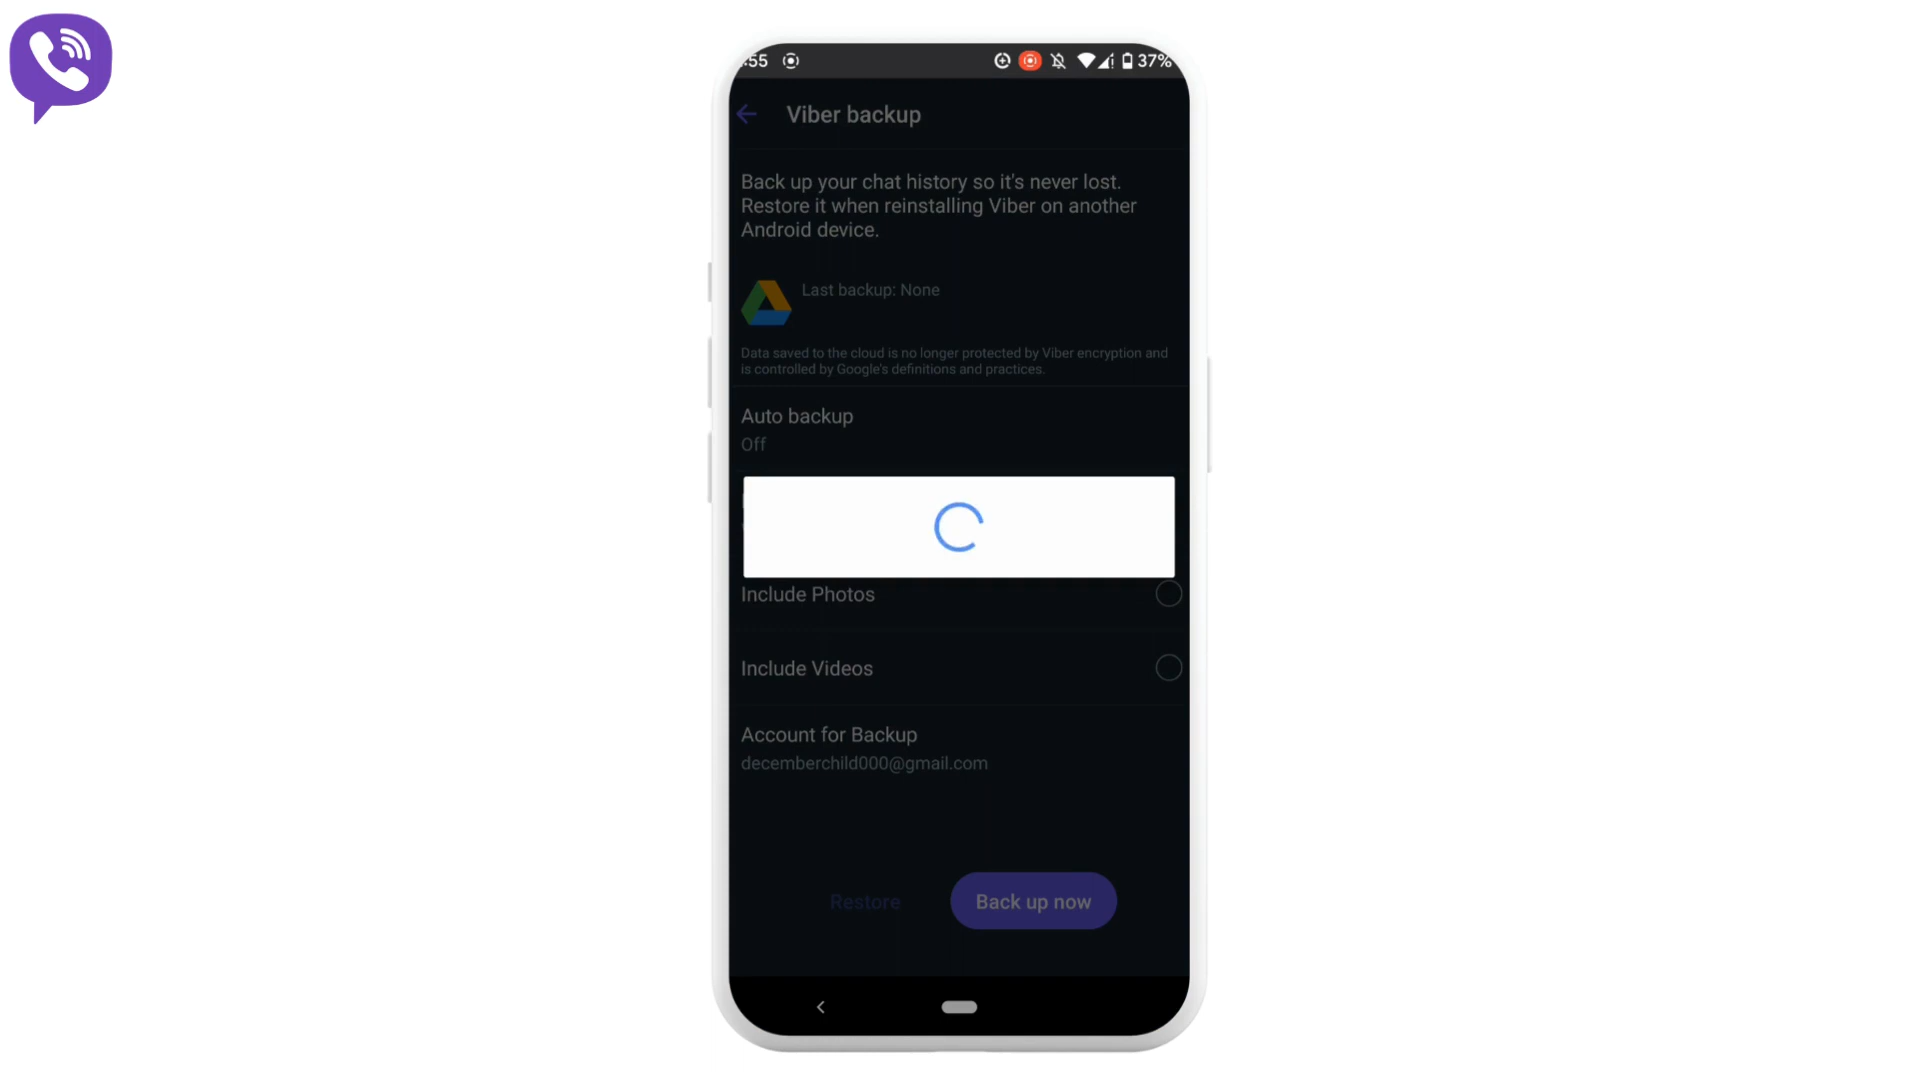 :55
37%
Viber backup
Back up your chat history so it's never lost.
Restore it when reinstalling Viber on another
Android device.
Last backup: None
Data saved to the cloud is no longer protected by Viber encryption and
is controlled by Google's definitions and practices.
Auto backup
Off
Include Photos
Include Videos
Account for Backup
decemberchild000@gmail.com
Restore
Back up now